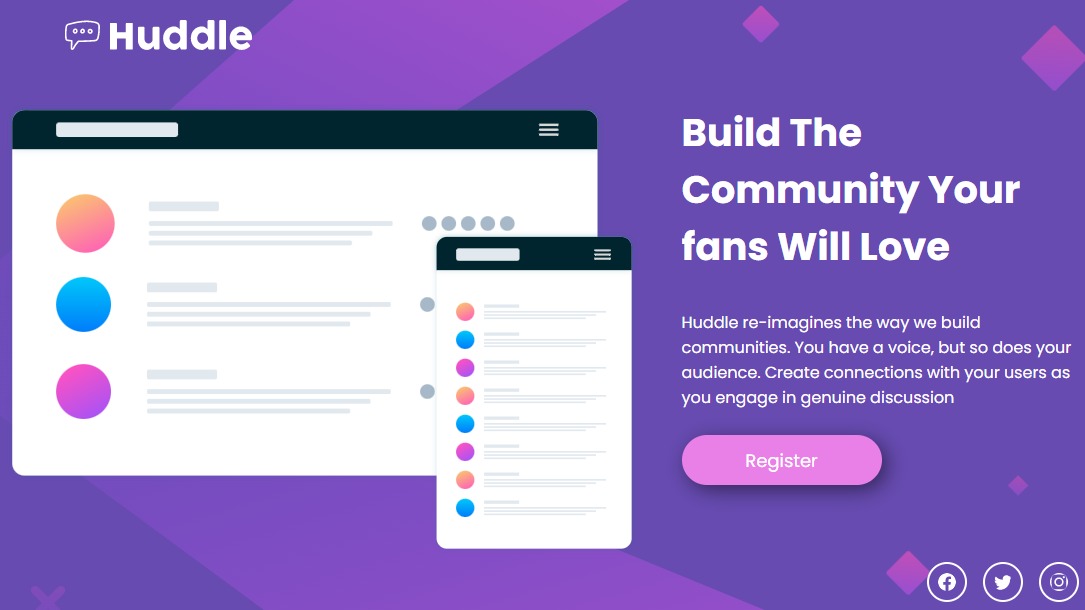 Huddle
Build The
Community Your
fans Will Love
Huddle re-imagines the way we build
communities. You have a voice, but so does your
audience. Create connections with your users as
you engage in genuine discussion
Register